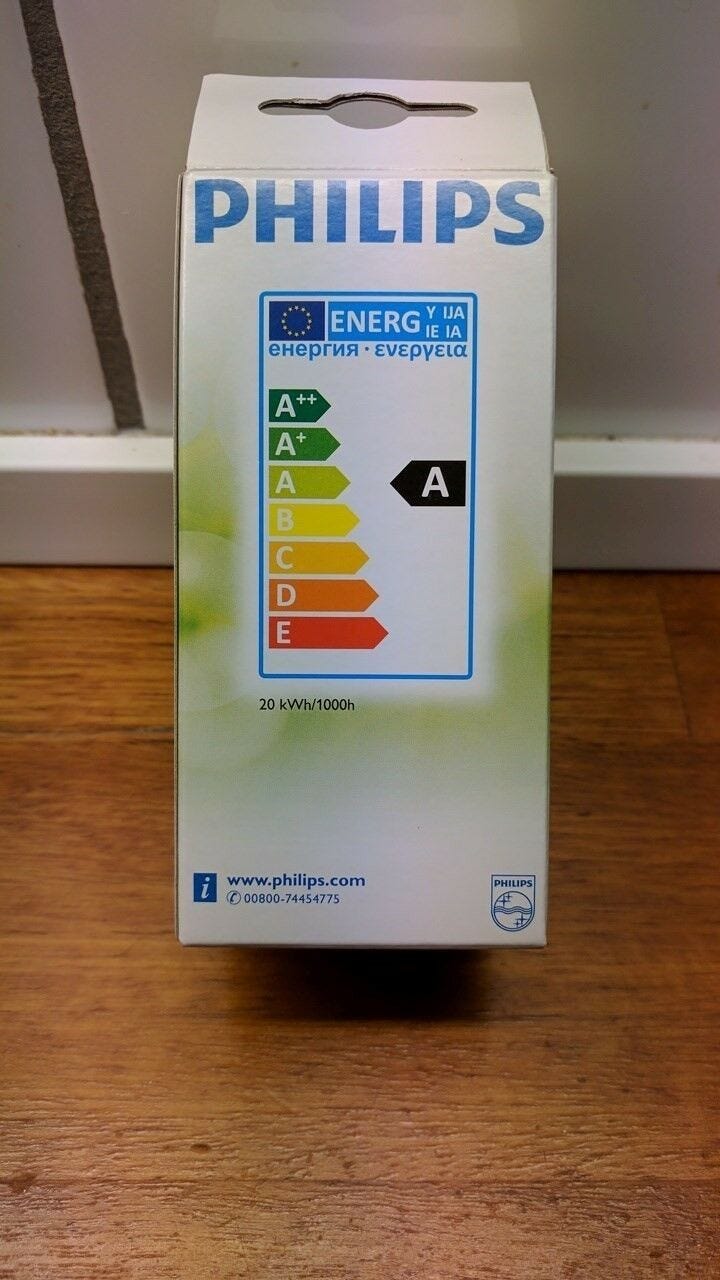 PHILIPS
ENERG Y IJA
IE IA
енергия · ενεργεια
A++
A+
A
A
B
C
D
E
20 kWh/1000h
i www.philips.com
✆ 00800-74454775
PHILIPS